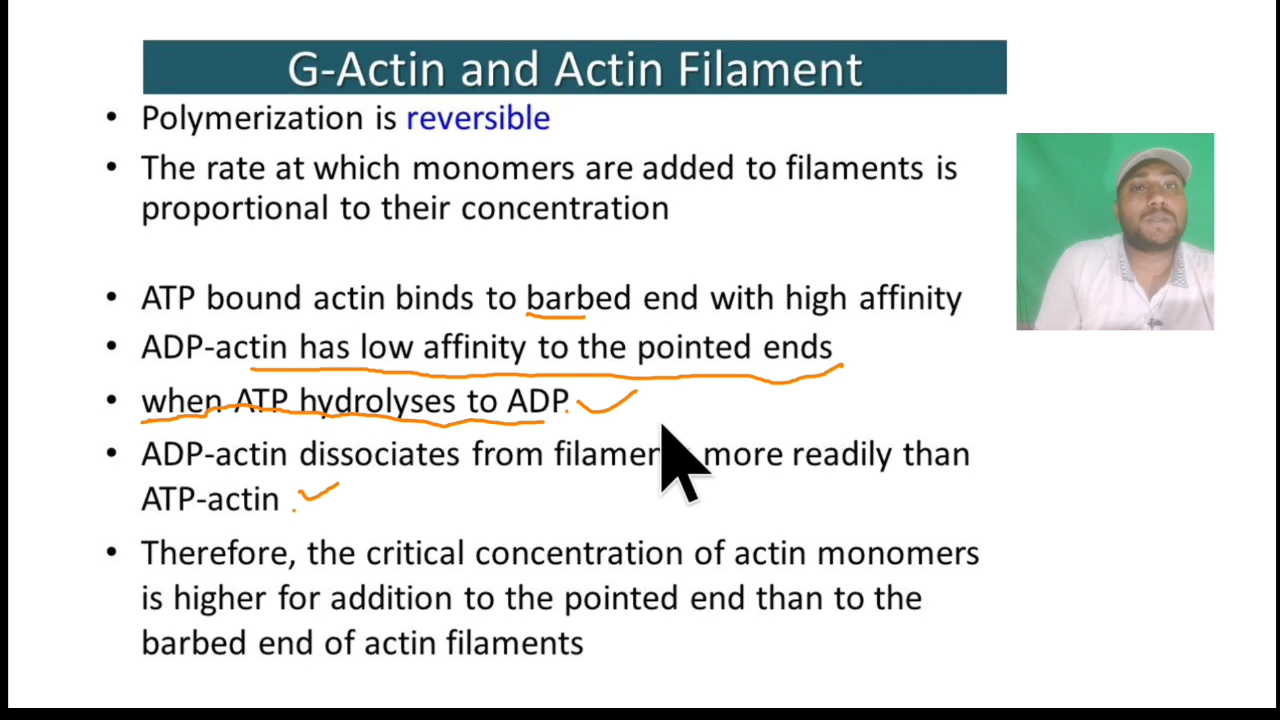 G-Actin and Actin Filament
• Polymerization is reversible
• The rate at which monomers are added to filaments is
proportional to their concentration
• ATP bound actin binds to barbed end with high affinity
• ADP-actin has low affinity to the pointed ends
• when ATP hydrolyses to ADP.
• ADP-actin dissociates from more readily than
ATP-actin .
• Therefore, the critical concentration of actin monomers
is higher for addition to the pointed end than to the
barbed end of actin filaments